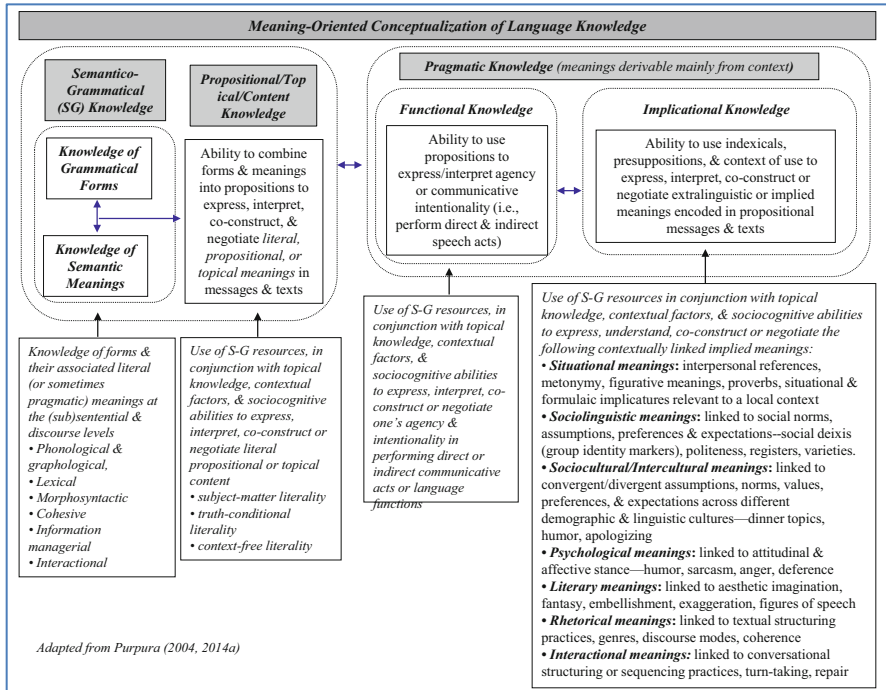 Meaning-Oriented Conceptualization of Language Knowledge
Semantico-
Grammatical
(SG) Knowledge
Propositional/Top
ical/Content
Knowledge
Knowledge of
Grammatical
Forms
Knowledge of
Semantic
Meanings
Ability to combine
forms & meanings
into propositions to
express, interpret,
co-construct, &
negotiate literal,
propositional, or
topical meanings in
messages & texts
Pragmatic Knowledge (meanings derivable mainly from context)
Functional Knowledge
Ability to use
propositions to
express/interpret agency
or communicative
intentionality (i.e.,
perform direct & indirect
speech acts)
Implicational Knowledge
Ability to use indexicals,
presuppositions, & context of use to
express, interpret, co-construct or
negotiate extralinguistic or implied
meanings encoded in propositional
messages & texts
Knowledge of forms &
their associated literal
(or sometimes
pragmatic) meanings at
the (sub)sentential &
discourse levels
• Phonological &
graphological,
• Lexical
• Morphosyntactic
• Cohesive
• Information
managerial
• Interactional
Use of S-G resources, in
conjunction with topical
knowledge, contextual
factors, & sociocognitive
abilities to express,
interpret, co-construct or
negotiate literal
propositional or topical
content
• subject-matter literality
• truth-conditional
literality
• context-free literality
Use of S-G resources, in
conjunction with topical
knowledge, contextual
factors, &
sociocognitive abilities to
express, interpret, co-
construct or negotiate
one's agency &
intentionality in
performing direct or
indirect communicative
acts or language
functions
Use of S-G resources in conjunction with topical
knowledge, contextual factors, & sociocognitive abilities
to express, understand, co-construct or negotiate the
following contextually linked implied meanings:
• Situational meanings: interpersonal references,
metonymy, figurative meanings, proverbs, situational &
formulaic implicatures relevant to a local context
• Sociolinguistic meanings: linked to social norms,
assumptions, preferences & expectations--social deixis
(group identity markers), politeness, registers, varieties.
• Sociocultural/Intercultural meanings: linked to
convergent/divergent assumptions, norms, values,
preferences, & expectations across different
demographic & linguistic cultures—dinner topics,
humor, apologizing
• Psychological meanings: linked to attitudinal &
affective stance—humor, sarcasm, anger, deference
• Literary meanings: linked to aesthetic imagination,
fantasy, embellishment, exaggeration, figures of speech
• Rhetorical meanings: linked to textual structuring
practices, genres, discourse modes, coherence
• Interactional meanings: linked to conversational
structuring or sequencing practices, turn-taking, repair
Adapted from Purpura (2004, 2014a)